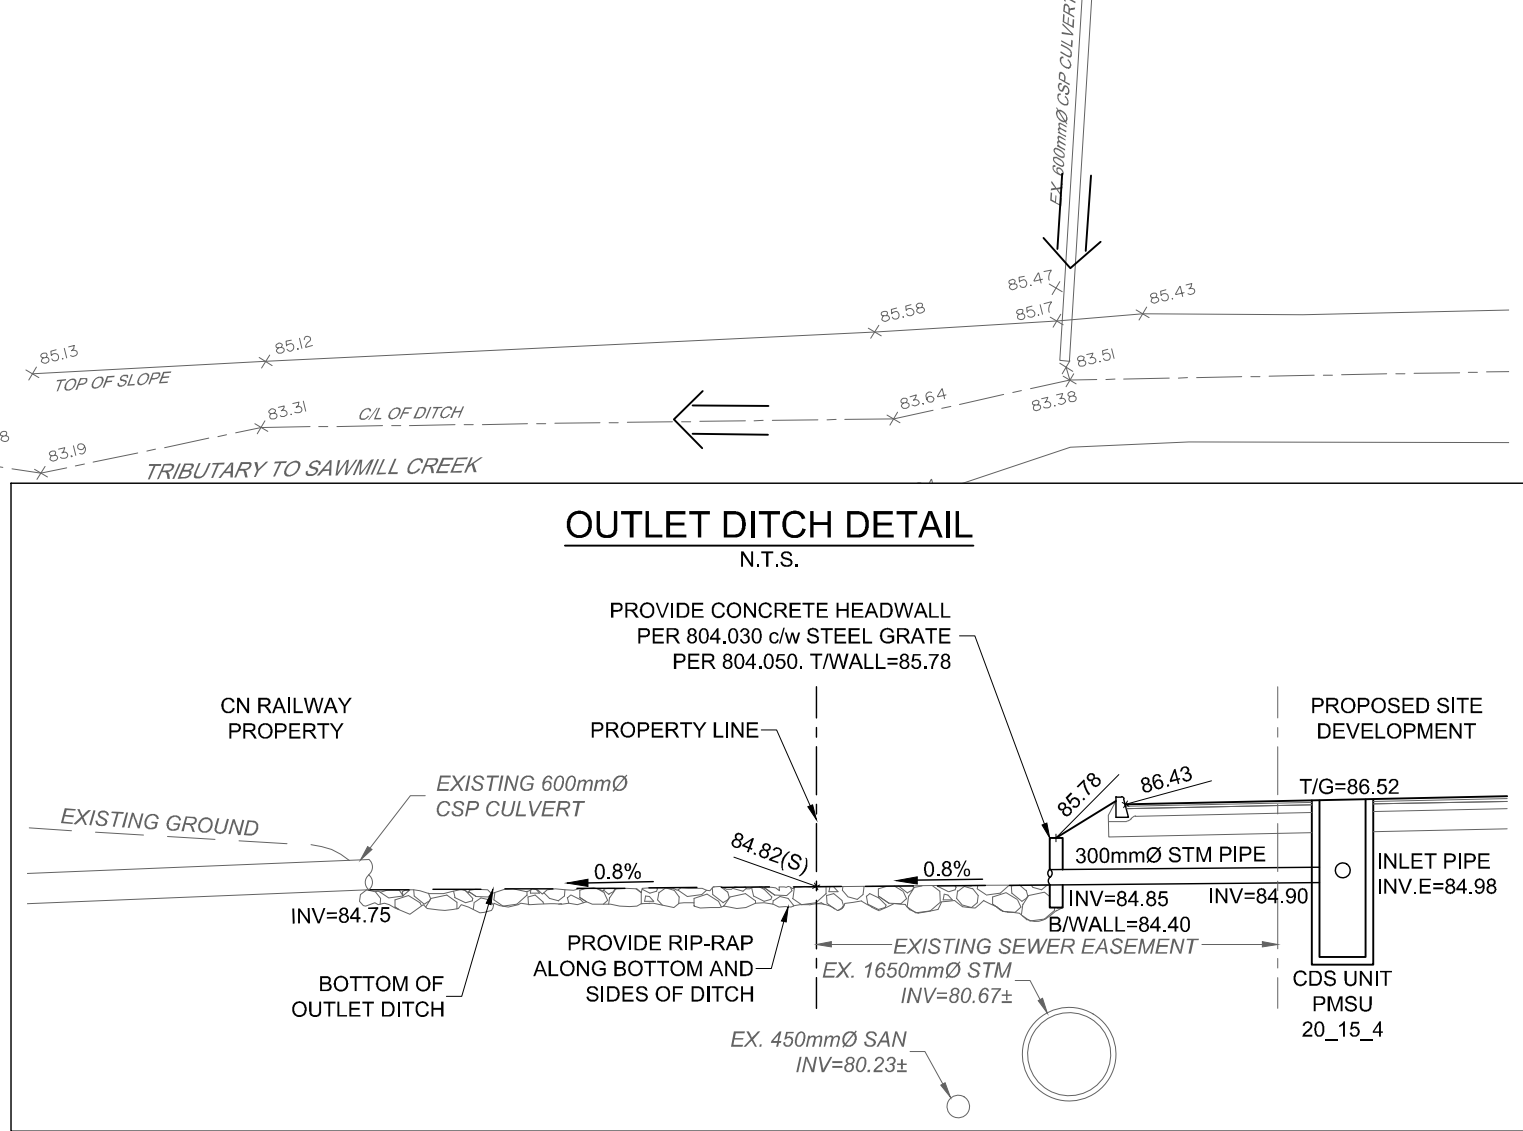 EX. 600mmØ CSP CULVERT
85.47
85.43
85.17
85.58
85.12
85.13
TOP OF SLOPE
83.51
83.38
83.64
C/L OF DITCH
83.31
83.19
8
TRIBUTARY TO SAWMILL CREEK
OUTLET DITCH DETAIL
N.T.S.
PROVIDE CONCRETE HEADWALL
PER 804.030 c/w STEEL GRATE
PER 804.050. T/WALL=85.78
CN RAILWAY
PROPERTY
PROPERTY LINE
PROPOSED SITE
DEVELOPMENT
EXISTING 600mmØ
CSP CULVERT
EXISTING GROUND
85.78
86.43
T/G=86.52
84.82(S)
0.8%
0.8%
300mmØ STM PIPE
INLET PIPE
INV.E=84.98
INV=84.75
INV=84.85
INV=84.90
B/WALL=84.40
EXISTING SEWER EASEMENT
PROVIDE RIP-RAP
ALONG BOTTOM AND
SIDES OF DITCH
BOTTOM OF
OUTLET DITCH
EX. 1650mmØ STM
INV=80.67±
CDS UNIT
PMSU
20_15_4
EX. 450mmØ SAN
INV=80.23±